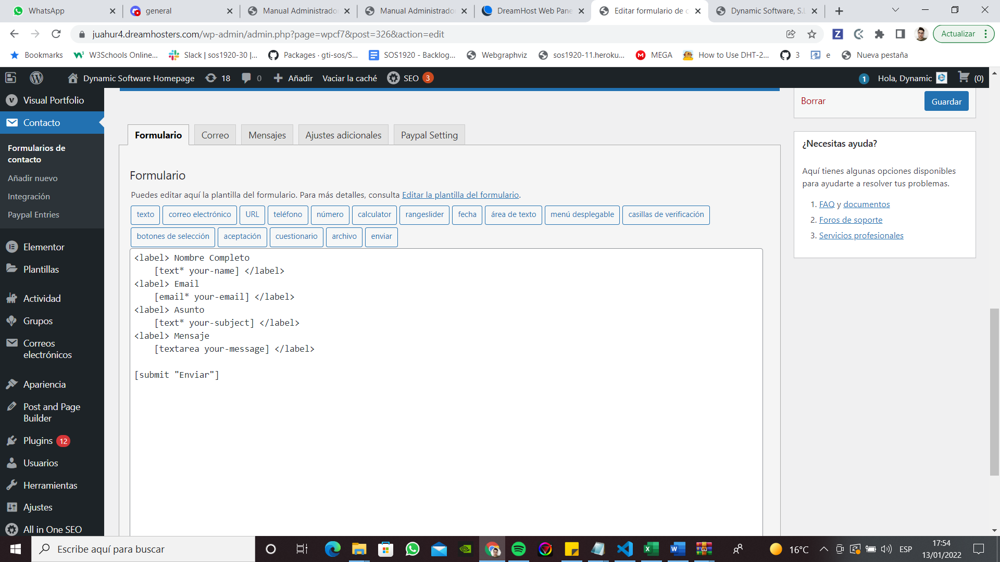 WhatsApp
general
Manual Administrado
Manual Administrado
DreamHost Web Pane
Editar formulario de c
Dynamic Software, S.L
juahur4.dreamhosters.com/wp-admin/admin.php?page=wpcf7&post=326&action=edit
Actualizar
Bookmarks
W3Schools Online...
Slack | sos1920-30 |...
Packages · gti-sos/S...
SOS1920 - Backlog...
Webgraphviz
sos1920-11.heroku...
MEGA
How to Use DHT-2...
3
e
Nueva pestaña
Dynamic Software Homepage
18
0
Añadir
Vaciar la caché
SEO 3
1
Hola, Dynamic
(0)
Visual Portfolio
Contacto
Formularios de
contacto
Añadir nuevo
Integración
Paypal Entries
Elementor
Plantillas
Actividad
Grupos
Correos
electrónicos
Apariencia
Post and Page
Builder
Plugins 12
Usuarios
Herramientas
Ajustes
All in One SEO
Formulario
Correo
Mensajes
Ajustes adicionales
Paypal Setting
Formulario
Puedes editar aquí la plantilla del formulario. Para más detalles, consulta Editar la plantilla del formulario.
texto
correo electrónico
URL
teléfono
número
calculator
rangeslider
fecha
área de texto
menú desplegable
casillas de verificación
botones de selección
aceptación
cuestionario
archivo
enviar
<label> Nombre Completo
[text* your-name] </label>
<label> Email
[email* your-email] </label>
<label> Asunto
[text* your-subject] </label>
<label> Mensaje
[textarea your-message] </label>
[submit "Enviar"]
Borrar
Guardar
¿Necesitas ayuda?
Aquí tienes algunas opciones disponibles
para ayudarte a resolver tus problemas.
1. FAQ y documentos
2. Foros de soporte
3. Servicios profesionales
Escribe aquí para buscar
16°C
ESP
17:54
13/01/2022